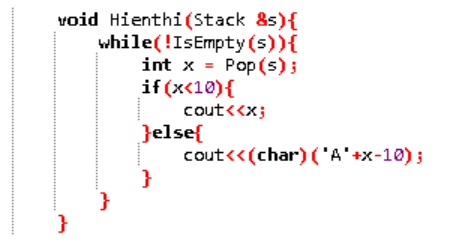 void Hienthi(Stack &s){
while(!IsEmpty(s)){
int x = Pop(s);
if(x<10){
cout<<x;
}else{
cout<<(char)('A'+x-10);
}
}
}